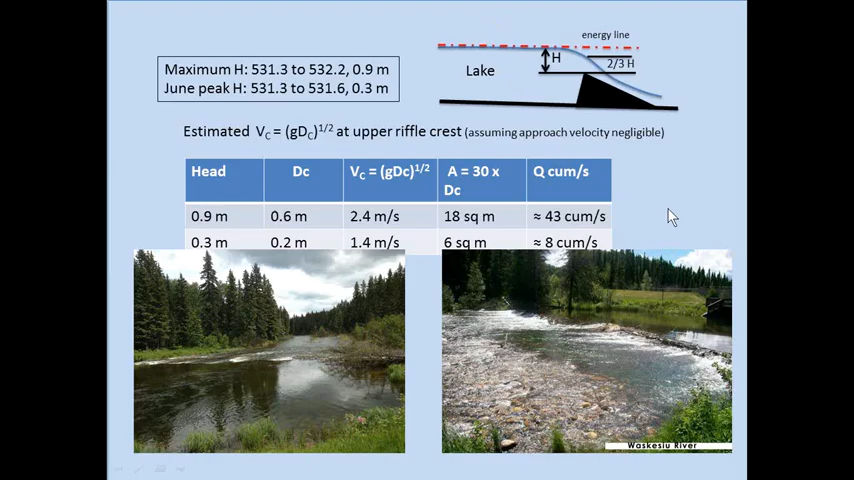 energy line
Maximum H: 531.3 to 532.2, 0.9 m
June peak H: 531.3 to 531.6, 0.3 m
H
2/3 H
Lake
Estimated V_C = (gD_C)^1/2 at upper riffle crest (assuming approach velocity negligible)
Head Dc V_C = (gDc)^1/2 A = 30 x Dc Q cum/s
0.9 m 0.6 m 2.4 m/s 18 sq m ≈ 43 cum/s
0.3 m 0.2 m 1.4 m/s 6 sq m ≈ 8 cum/s
Waskesiu River